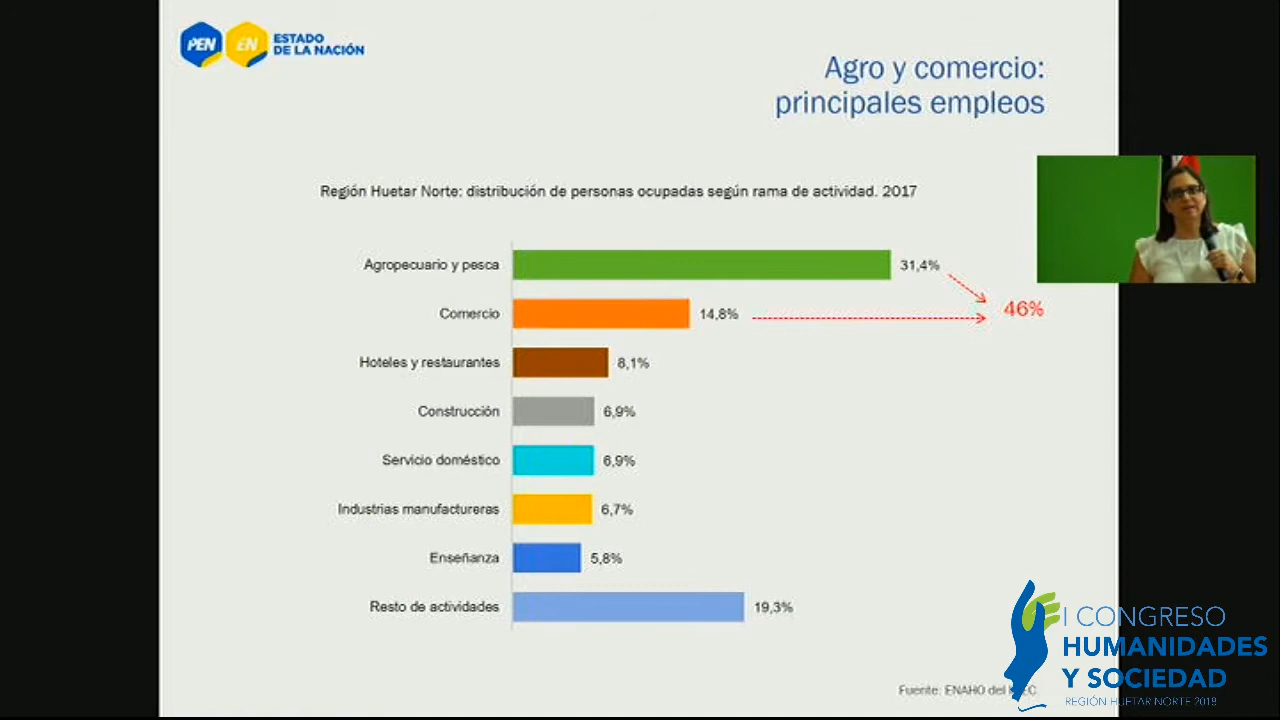 PEN EN ESTADO
DE LA NACIÓN
Agro y comercio:
principales empleos
Región Huetar Norte: distribución de personas ocupadas según rama de actividad. 2017
Agropecuario y pesca 31,4%
Comercio 14,8%
46%
Hoteles y restaurantes 8,1%
Construcción 6,9%
Servicio doméstico 6,9%
Industrias manufactureras 6,7%
Enseñanza 5,8%
Resto de actividades 19,3%
I CONGRESO
HUMANIDADES
Y SOCIEDAD
REGIÓN HUETAR NORTE 2018
Fuente: ENAHO del